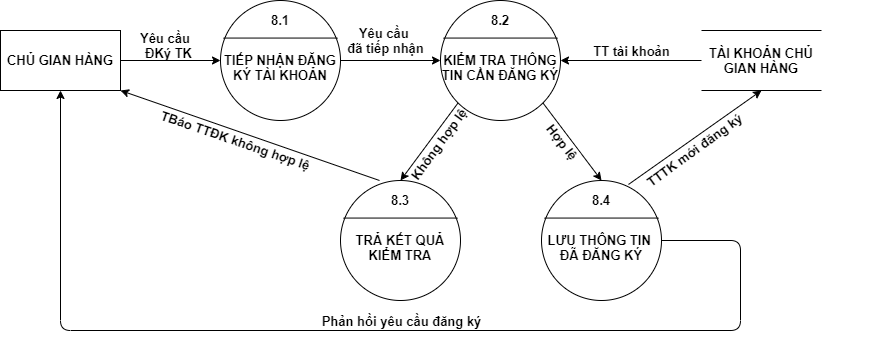 8.1
8.2
Yêu cầu
ĐKý TK
Yêu cầu
đã tiếp nhận
CHỦ GIAN HÀNG
TIẾP NHẬN ĐĂNG
KÝ TÀI KHOẢN
KIỂM TRA THÔNG
TIN CẦN ĐĂNG KÝ
TT tài khoản
TÀI KHOẢN CHỦ
GIAN HÀNG
TBáo TTĐK không hợp lệ
Không hợp lệ
Hợp lệ
TTTK mới đăng ký
8.3
8.4
TRẢ KẾT QUẢ
KIỂM TRA
LƯU THÔNG TIN
ĐÃ ĐĂNG KÝ
Phản hồi yêu cầu đăng ký